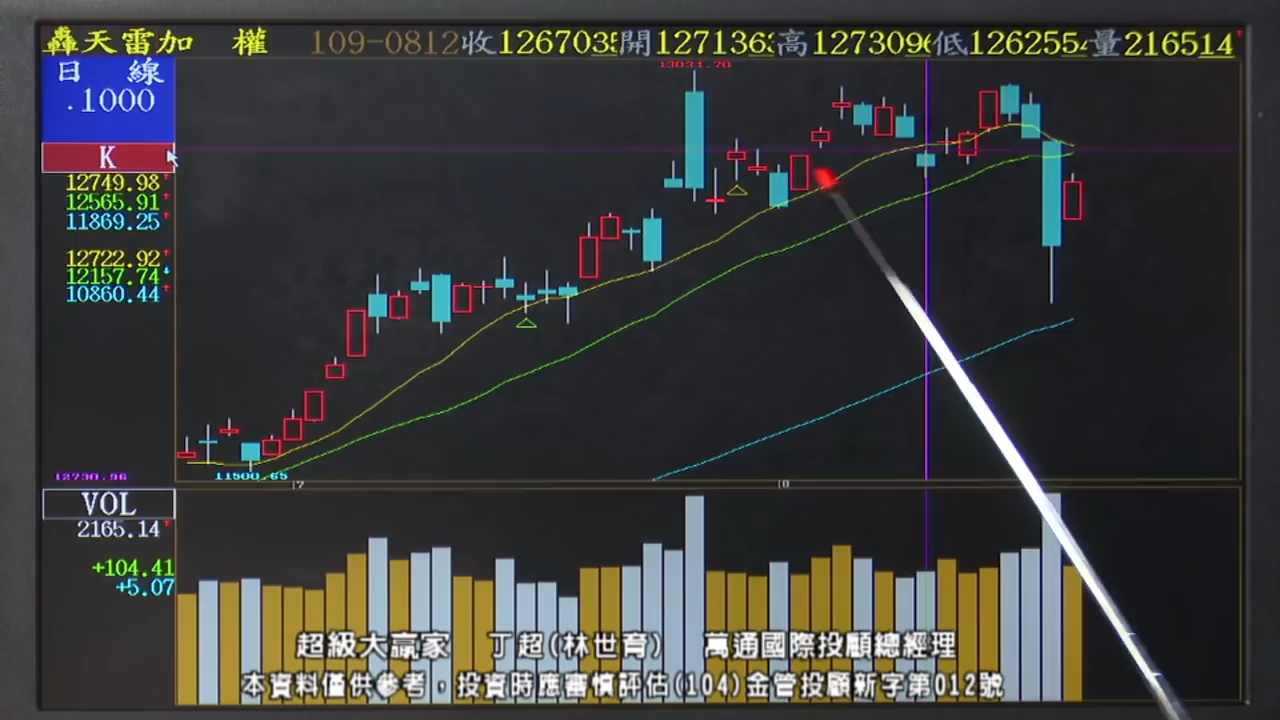 轟天雷加 權 109-0812收1267035開1271363高1273096低1262554量216514
日 線
.1000
K
12749.98
12565.91
11869.25
12722.92
12157.74
10860.44
13031.70
12730.96
11500.65
7
8
VOL
2165.14
+104.41
+5.07
超級大贏家 丁超(林世育) 萬通國際投顧總經理
本資料僅供參考，投資時應審慎評估(104)金管投顧新字第012號